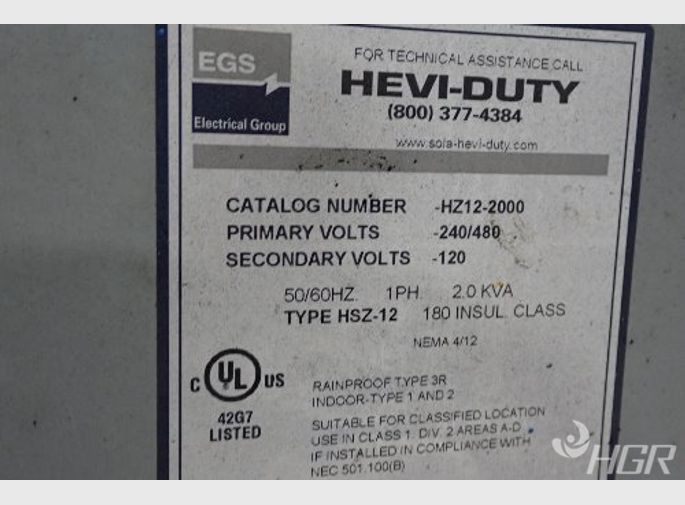 EGS
Electrical Group
FOR TECHNICAL ASSISTANCE CALL
HEVI-DUTY
(800) 377-4384
www.sola-hevi-duty.com
CATALOG NUMBER -HZ12-2000
PRIMARY VOLTS -240/480
SECONDARY VOLTS -120
50/60HZ. 1PH 2.0 KVA
TYPE HSZ-12 180 INSUL. CLASS
NEMA 4/12
C UL US
42G7
LISTED
RAINPROOF TYPE 3R
INDOOR-TYPE 1 AND 2
SUITABLE FOR CLASSIFIED LOCATION
USE IN CLASS 1. DIV. 2 AREAS A-D
IF INSTALLED IN COMPLIANCE WITH
NEC 501.100(B)
HGR